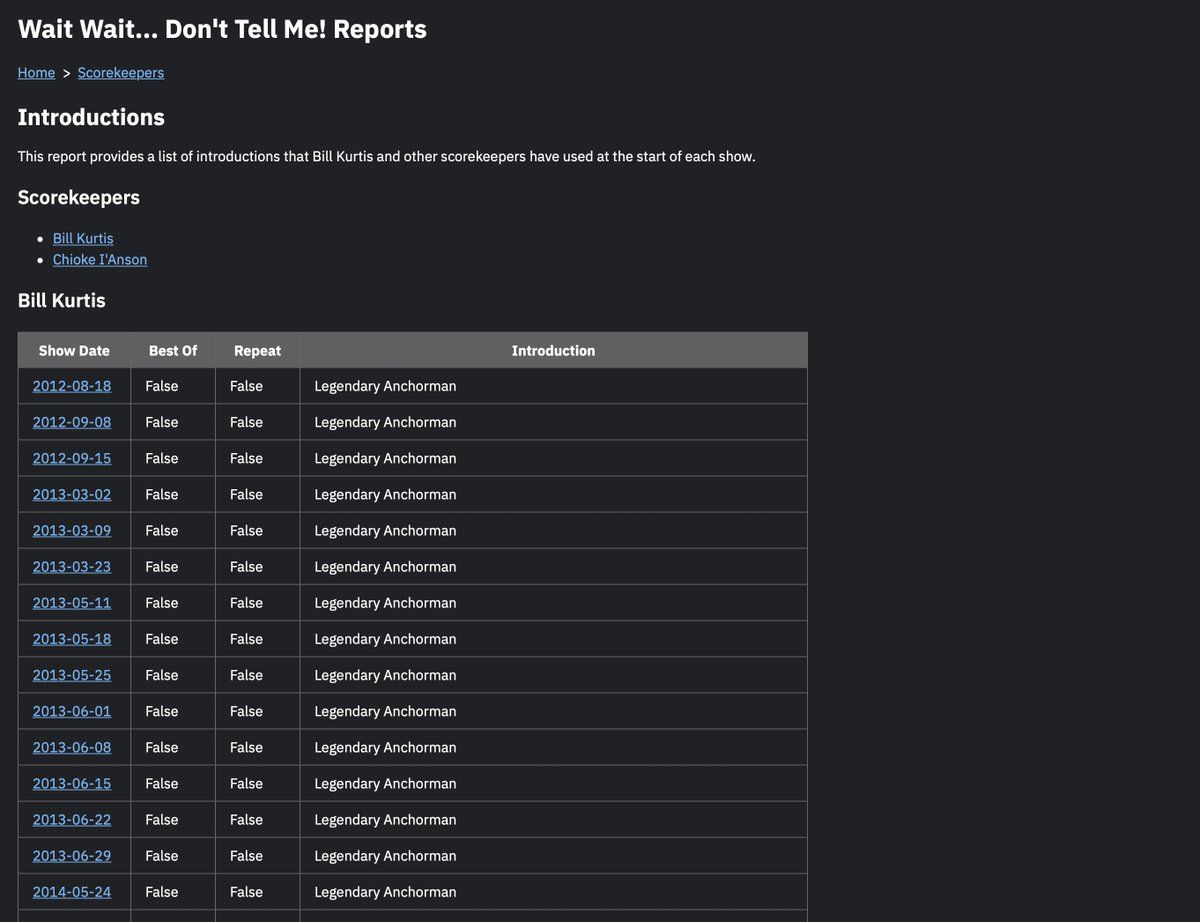 Wait Wait... Don't Tell Me! Reports
Home > Scorekeepers
Introductions
This report provides a list of introductions that Bill Kurtis and other scorekeepers have used at the start of each show.
Scorekeepers
• Bill Kurtis
• Chioke I'Anson
Bill Kurtis
Show Date Best Of Repeat Introduction
2012-08-18 False False Legendary Anchorman
2012-09-08 False False Legendary Anchorman
2012-09-15 False False Legendary Anchorman
2013-03-02 False False Legendary Anchorman
2013-03-09 False False Legendary Anchorman
2013-03-23 False False Legendary Anchorman
2013-05-11 False False Legendary Anchorman
2013-05-18 False False Legendary Anchorman
2013-05-25 False False Legendary Anchorman
2013-06-01 False False Legendary Anchorman
2013-06-08 False False Legendary Anchorman
2013-06-15 False False Legendary Anchorman
2013-06-22 False False Legendary Anchorman
2013-06-29 False False Legendary Anchorman
2014-05-24 False False Legendary Anchorman